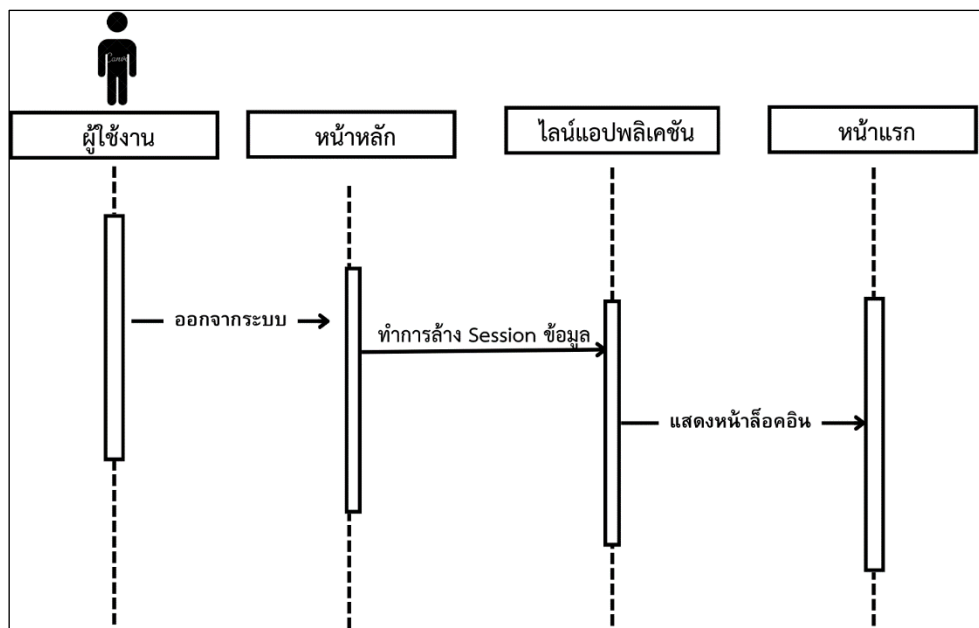 Canva
ผู้ใช้งาน
หน้าหลัก
ไลน์แอปพลิเคชัน
หน้าแรก
ออกจากระบบ
ทำการล้าง Session ข้อมูล
แสดงหน้าล็อคอิน